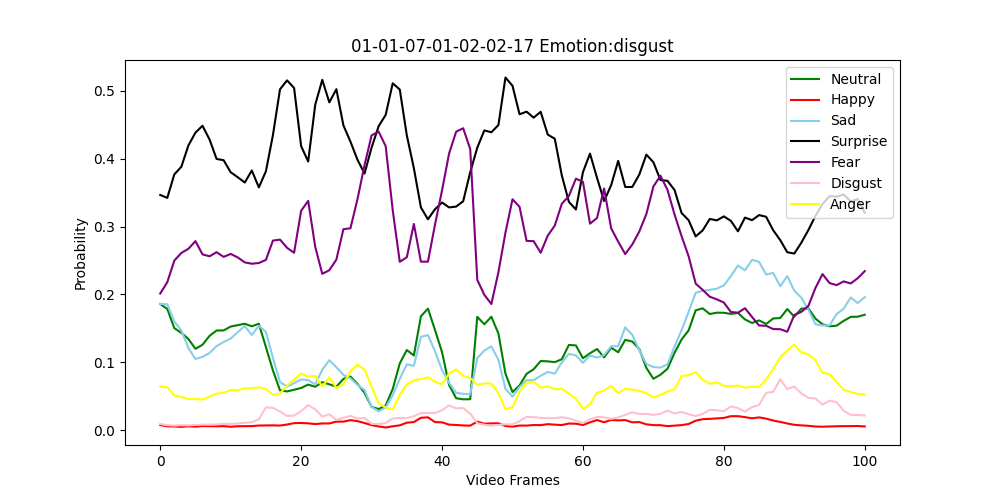 01-01-07-01-02-02-17 Emotion:disgust
Probability
0.5
0.4
0.3
0.2
0.1
0.0
Neutral
Happy
Sad
Surprise
Fear
Disgust
Anger
0 20 40 60 80 100
Video Frames